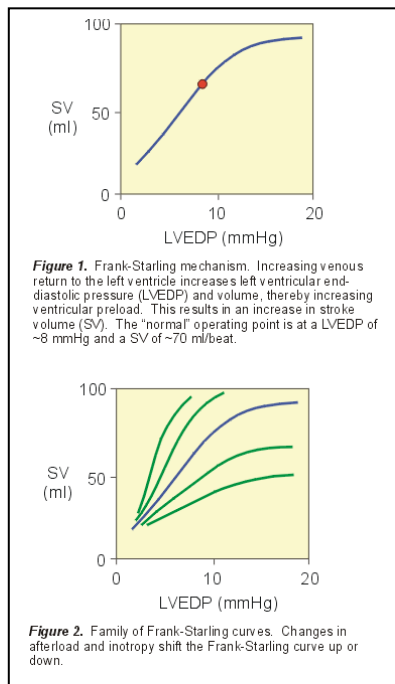 100
SV
(ml)
50
0
0 10 20
LVEDP (mmHg)
Figure 1. Frank-Starling mechanism. Increasing venous
return to the left ventricle increases left ventricular end-
diastolic pressure (LVEDP) and volume, thereby increasing
ventricular preload. This results in an increase in stroke
volume (SV). The “normal” operating point is at a LVEDP of
~8 mmHg and a SV of ~70 ml/beat.
100
SV
(ml)
50
0
0 10 20
LVEDP (mmHg)
Figure 2. Family of Frank-Starling curves. Changes in
afterload and inotropy shift the Frank-Starling curve up or
down.